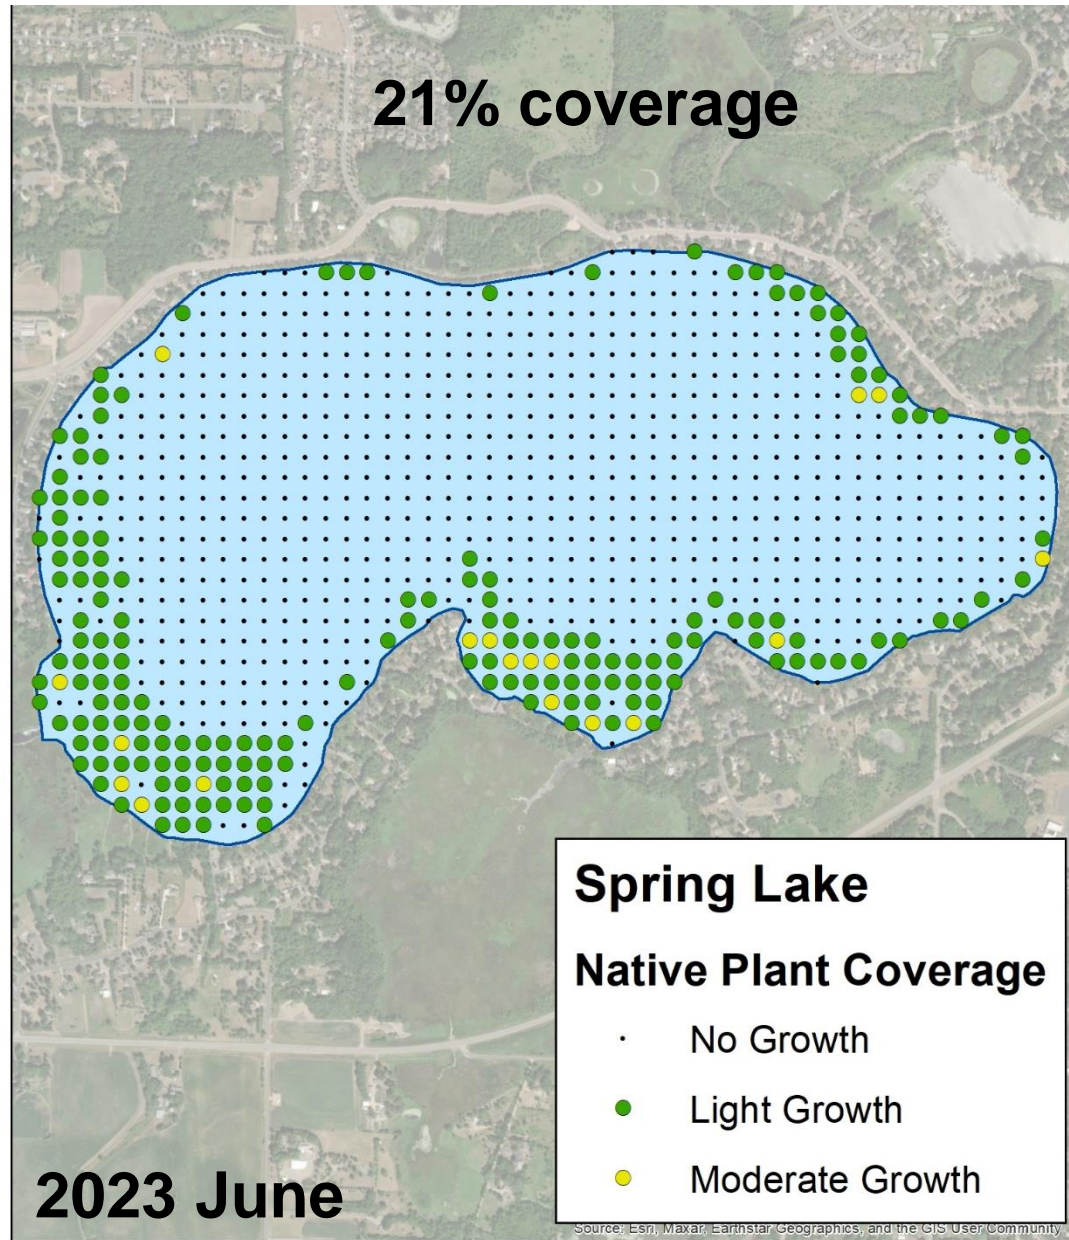 21% coverage
Spring Lake
Native Plant Coverage
No Growth
Light Growth
Moderate Growth
2023 June
Source: Esri, Maxar, Earthstar Geographics, and the GIS User Community